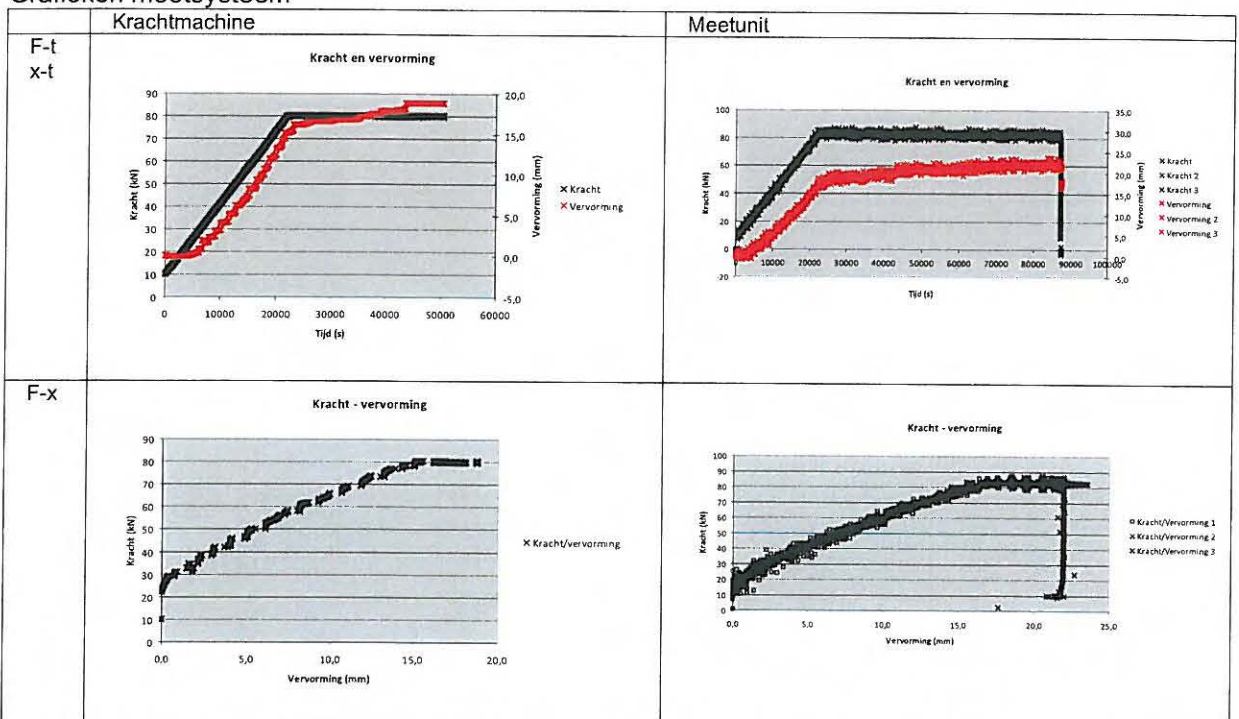 Grafieken meetsysteem
Krachtmachine
Meetunit
F-t
x-t
Kracht en vervorming
90
80
70
60
50
40
30
20
10
0
Kracht (kN)
20,0
15,0
10,0
5,0
0,0
-5,0
Vervorming (mm)
0 10000 20000 30000 40000 50000 60000
Tijd (s)
Kracht
Vervorming
Kracht en vervorming
100
80
60
40
20
0
-20
Kracht (kN)
35,0
30,0
25,0
20,0
15,0
10,0
5,0
0,0
-5,0
Vervorming (mm)
10000 20000 30000 40000 50000 60000 70000 80000 90000 100000
Tijd (s)
Kracht
Kracht 2
Kracht 3
Vervorming
Vervorming 2
Vervorming 3
F-x
Kracht - vervorming
90
80
70
60
50
40
30
20
10
0
Kracht (kN)
0,0 5,0 10,0 15,0 20,0
Vervorming (mm)
Kracht/vervorming
Kracht - vervorming
100
90
80
70
60
50
40
30
20
10
0
Kracht (kN)
0,0 5,0 10,0 15,0 20,0 25,0
Vervorming (mm)
Kracht/Vervorming 1
Kracht/Vervorming 2
Kracht/Vervorming 3